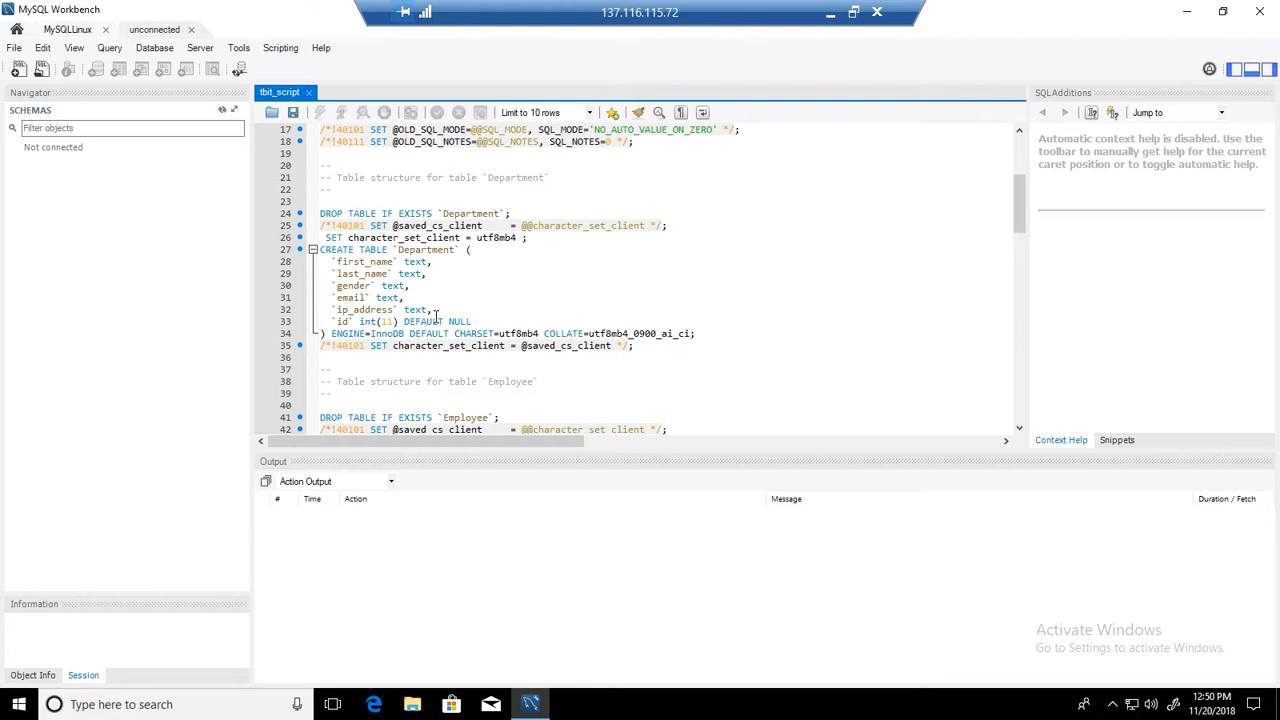 MySQL Workbench
137.116.115.72
MySQLLinux
unconnected
File Edit View Query Database Server Tools Scripting Help
Navigator
SCHEMAS
Filter objects
Not connected
tbit_script
Limit to 10 rows
17 /*!40101 SET @OLD_SQL_MODE=@@SQL_MODE, SQL_MODE='NO_AUTO_VALUE_ON_ZERO' */;
18 /*!40111 SET @OLD_SQL_NOTES=@@SQL_NOTES, SQL_NOTES=0 */;
19
20 --
21 -- Table structure for table `Department`
22 --
23
24 DROP TABLE IF EXISTS `Department`;
25 /*!40101 SET @saved_cs_client     = @@character_set_client */;
26  SET character_set_client = utf8mb4 ;
27 CREATE TABLE `Department` (
28   `first_name` text,
29   `last_name` text,
30   `gender` text,
31   `email` text,
32   `ip_address` text,
33   `id` int(11) DEFAULT NULL
34 ) ENGINE=InnoDB DEFAULT CHARSET=utf8mb4 COLLATE=utf8mb4_0900_ai_ci;
35 /*!40101 SET character_set_client = @saved_cs_client */;
36
37 --
38 -- Table structure for table `Employee`
39 --
40
41 DROP TABLE IF EXISTS `Employee`;
42 /*!40101 SET @saved_cs_client     = @@character_set_client */;
SQLAdditions
Jump to
Automatic context help is disabled. Use the
toolbar to manually get help for the current
caret position or to toggle automatic help.
Context Help
Snippets
Output
Action Output
# Time Action Message Duration / Fetch
Information
Object Info
Session
Activate Windows
Go to Settings to activate Windows.
Type here to search
12:50 PM
11/20/2018